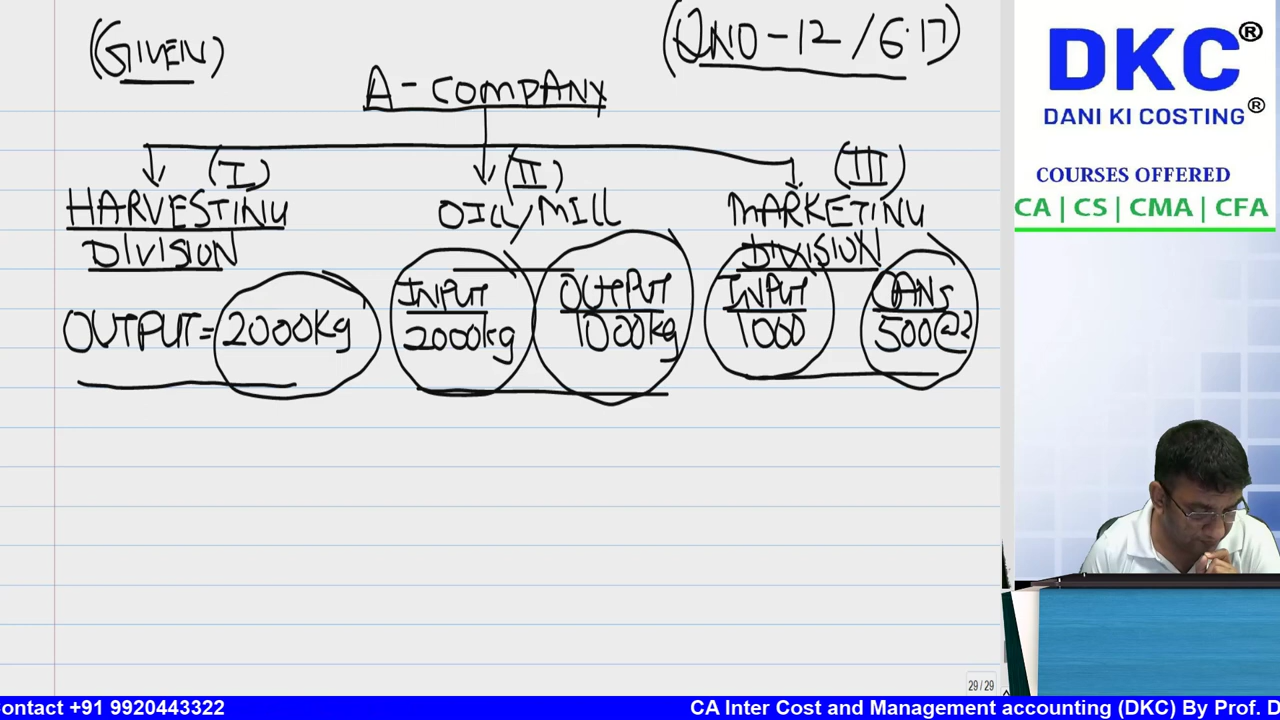 (GIVEN)
(QNO-12/6.17)
A-COMPANY
(I)
(II)
(III)
HARVESTING
DIVISION
OILL/MILL
MARKETING
DIVISION
OUTPUT=2000Kg
INPUT
2000kg
OUTPUT
1000kg
INPUT
1000
CANS
500@2
29/29
DKC®
DANI KI COSTING®
COURSES OFFERED
CA | CS | CMA | CFA
ontact +91 9920443322
CA Inter Cost and Management accounting (DKC) By Prof. D